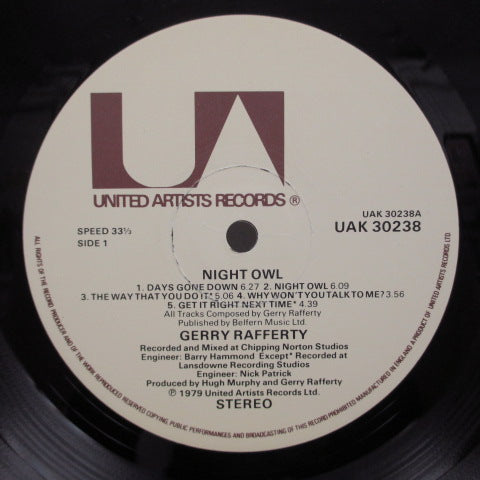 UA
UNITED ARTISTS RECORDS ®
UAK 30238A
SPEED 33⅓
UAK 30238
SIDE 1
NIGHT OWL
1. DAYS GONE DOWN 6.27 2. NIGHT OWL 6.09
3. THE WAY THAT YOU DO IT* 5.06 4. WHY WON'T YOU TALK TO ME? 3.56
5. GET IT RIGHT NEXT TIME* 4.39
All Tracks Composed by Gerry Rafferty
Published by Belfern Music Ltd.
GERRY RAFFERTY
Recorded and Mixed at Chipping Norton Studios
Engineer: Barry Hammond Except* Recorded at
Lansdowne Recording Studios
Engineer: Nick Patrick
Produced by Hugh Murphy and Gerry Rafferty
℗ 1979 United Artists Records Ltd.
STEREO
ALL RIGHTS OF THE RECORD PRODUCER AND OF THE OWNER OF THE WORK REPRODUCED RESERVED COPYING PUBLIC PERFORMANCES AND BROADCASTING OF THIS RECORD PROHIBITED MANUFACTURED IN ENGLAND, A PRODUCT OF UNITED ARTISTS RECORDS LTD.